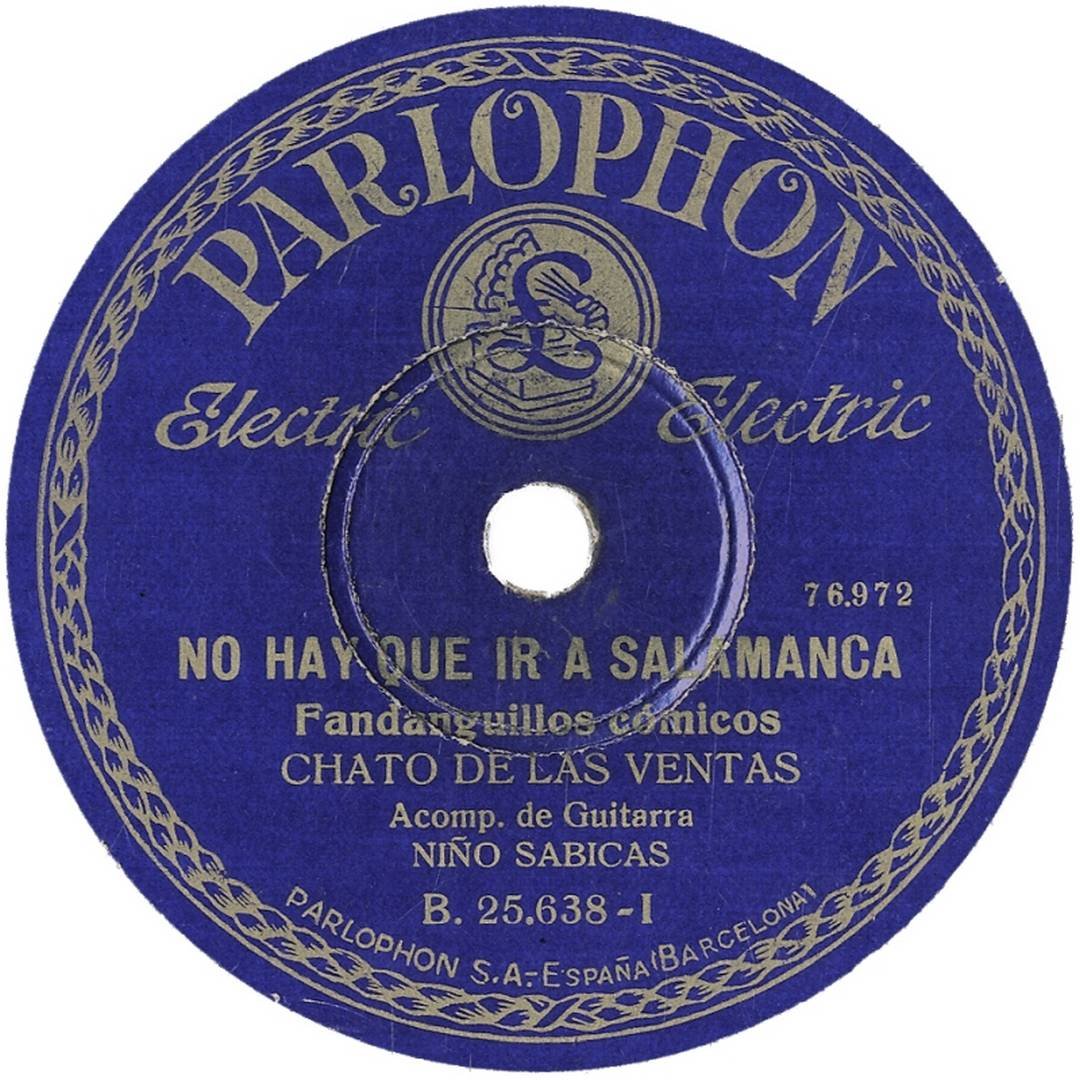 PARLOPHON
Electric Electric
76.972
NO HAY QUE IR A SALAMANCA
Fandanguillos cómicos
CHATO DE LAS VENTAS
Acomp. de Guitarra
NIÑO SABICAS
B. 25.638-I
PARLOPHON S.A.-ESPAÑA (BARCELONA)